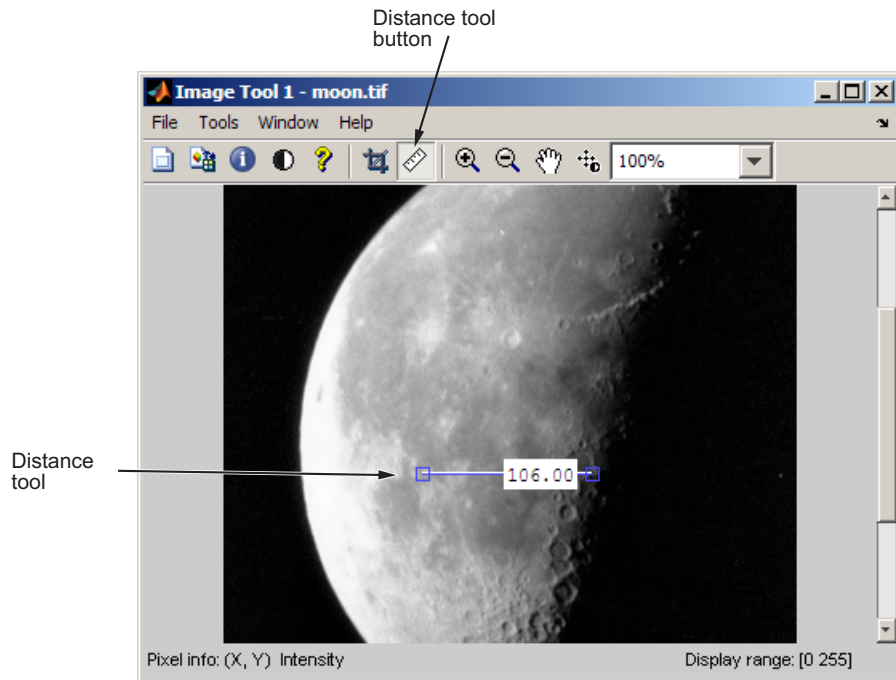 Distance tool
button
Image Tool 1 - moon.tif
File Tools Window Help
100%
Distance
tool
106.00
Pixel info: (X, Y) Intensity
Display range: [0 255]